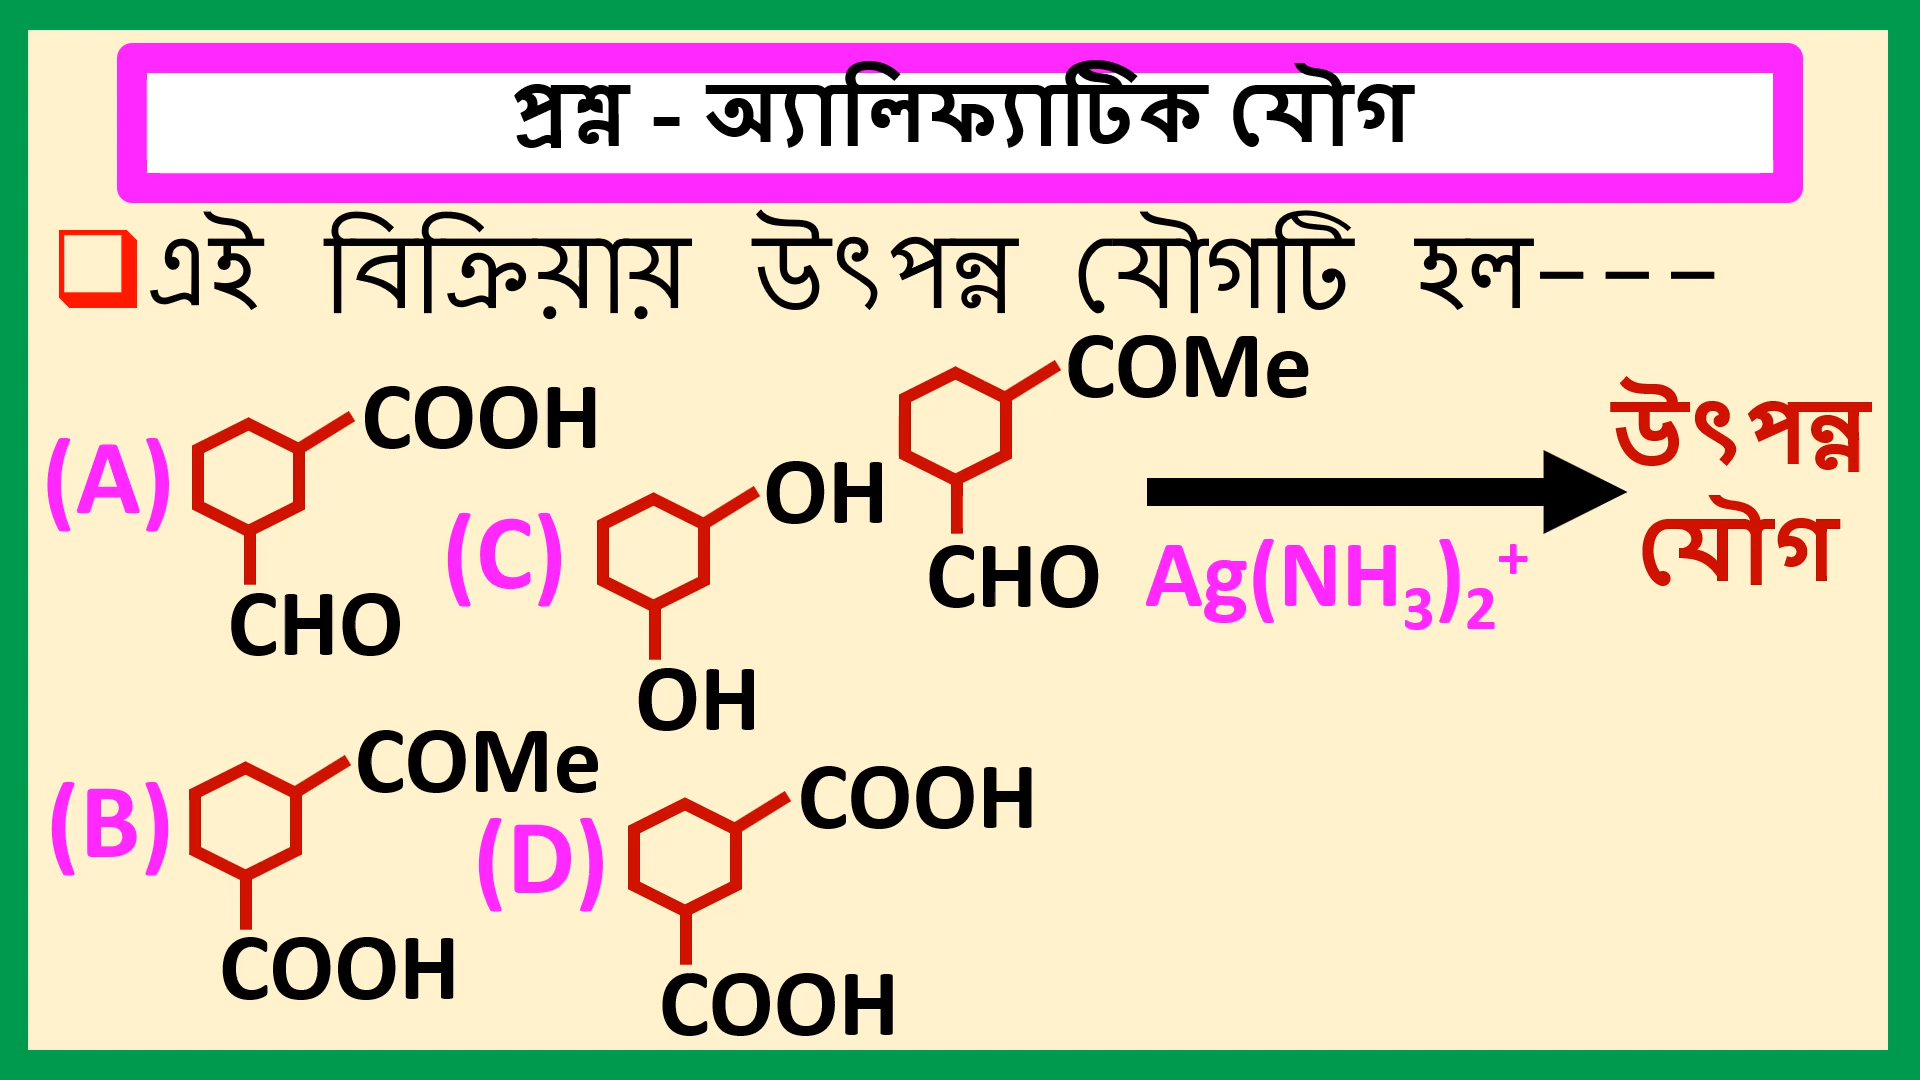 প্রশ্ন - অ্যালিফ্যাটিক যৌগ
❑এই বিক্রিয়ায় উৎপন্ন যৌগটি হল---
COMe
CHO
Ag(NH₃)₂⁺
উৎপন্ন
যৌগ
(A)
COOH
CHO
(C)
OH
OH
(B)
COMe
COOH
(D)
COOH
COOH